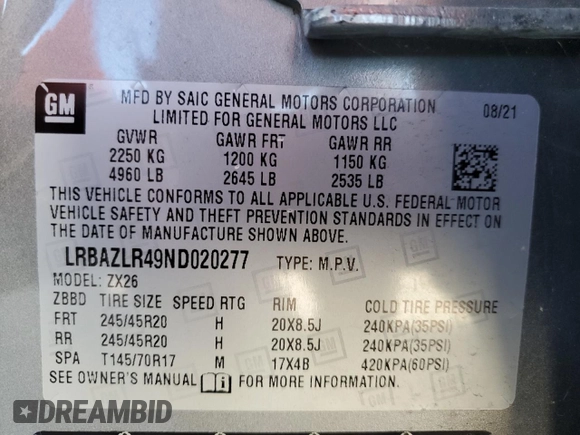 GM
MFD BY SAIC GENERAL MOTORS CORPORATION
LIMITED FOR GENERAL MOTORS LLC
08/21
GVWR GAWR FRT GAWR RR
2250 KG 1200 KG 1150 KG
4960 LB 2645 LB 2535 LB
THIS VEHICLE CONFORMS TO ALL APPLICABLE U.S. FEDERAL MOTOR
VEHICLE SAFETY AND THEFT PREVENTION STANDARDS IN EFFECT ON
THE DATE OF MANUFACTURE SHOWN ABOVE.
LRBAZLR49ND020277 TYPE: M.P.V.
MODEL: ZX26
ZBBD TIRE SIZE SPEED RTG RIM COLD TIRE PRESSURE
FRT 245/45R20 H 20X8.5J 240KPA(35PSI)
RR 245/45R20 H 20X8.5J 240KPA(35PSI)
SPA T145/70R17 M 17X4B 420KPA(60PSI)
SEE OWNER'S MANUAL FOR MORE INFORMATION.
DREAMBID